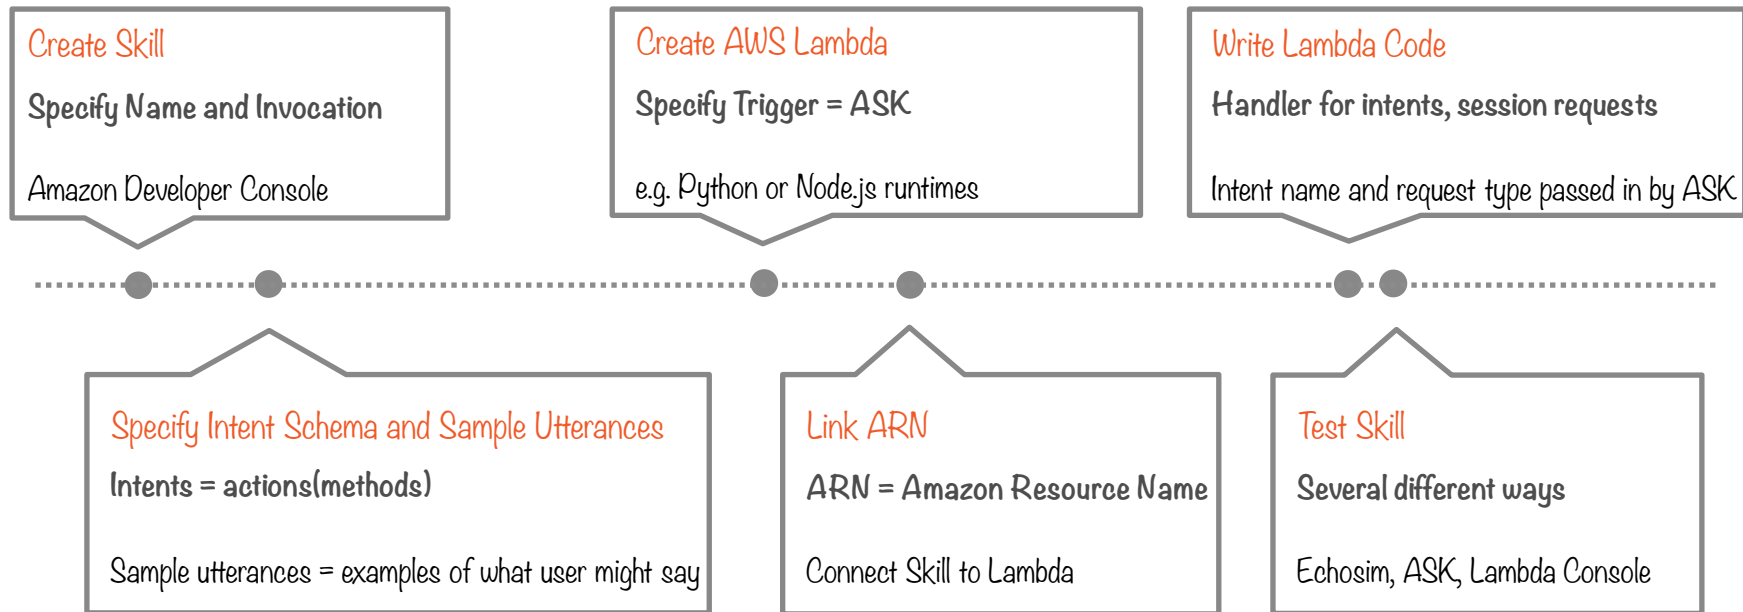 Create Skill
Specify Name and Invocation
Amazon Developer Console
Create AWS Lambda
Specify Trigger = ASK
e.g. Python or Node.js runtimes
Write Lambda Code
Handler for intents, session requests
Intent name and request type passed in by ASK
Specify Intent Schema and Sample Utterances
Intents = actions(methods)
Sample utterances = examples of what user might say
Link ARN
ARN = Amazon Resource Name
Connect Skill to Lambda
Test Skill
Several different ways
Echosim, ASK, Lambda Console